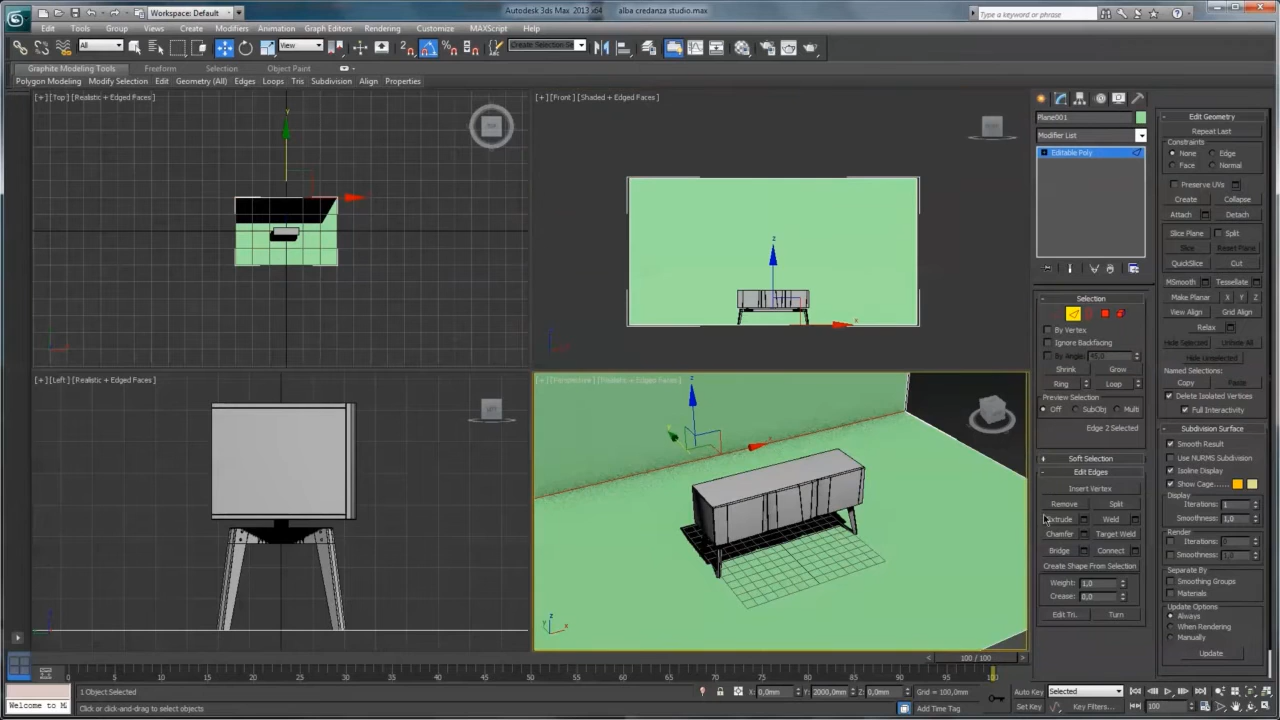 Workspace: Default
Autodesk 3ds Max 2013 x64 alba credanza studio.max
Type a keyword or phrase
Edit Tools Group Views Create Modifiers Animation Graph Editors Rendering Customize MAXScript Help
All
View
Create Selection Se
Graphite Modeling Tools Freeform Selection Object Paint
Polygon Modeling Modify Selection Edit Geometry (All) Edges Loops Tris Subdivision Align Properties
[+] [Top] [Realistic + Edged Faces]
[+] [Front] [Shaded + Edged Faces]
[+] [Left] [Realistic + Edged Faces]
[+] [Perspective] [Realistic + Edged Faces]
Plane001
Modifier List
Editable Poly
Selection
By Vertex
Ignore Backfacing
By Angle: 45,0
Shrink Grow
Ring Loop
Preview Selection
Off SubObj Multi
Edge 2 Selected
Soft Selection
Edit Edges
Insert Vertex
Remove Split
Extrude Weld
Chamfer Target Weld
Bridge Connect
Create Shape From Selection
Weight: 1,0
Crease: 0,0
Edit Tri. Turn
Edit Geometry
Repeat Last
Constraints
None Edge
Face Normal
Preserve UVs
Create Collapse
Attach Detach
Slice Plane Split
Slice Reset Plane
QuickSlice Cut
MSmooth Tessellate
Make Planar X Y Z
View Align Grid Align
Relax
Hide Selected Unhide All
Hide Unselected
Named Selections:
Copy Paste
Delete Isolated Vertices
Full Interactivity
Subdivision Surface
Smooth Result
Use NURMS Subdivision
Isoline Display
Show Cage......
Display
Iterations: 1
Smoothness: 1,0
Render
Iterations: 0
Smoothness: 1,0
Separate By
Smoothing Groups
Materials
Update Options
Always
When Rendering
Manually
Update
100 / 100
0 5 10 15 20 25 30 35 40 45 50 55 60 65 70 75 80 85 90 95 100
1 Object Selected
X: 0,0mm Y: 2000,0mm Z: 0,0mm Grid = 100,0mm
Auto Key Selected
Welcome to M
Click or click-and-drag to select objects
Add Time Tag
Set Key Key Filters... 100